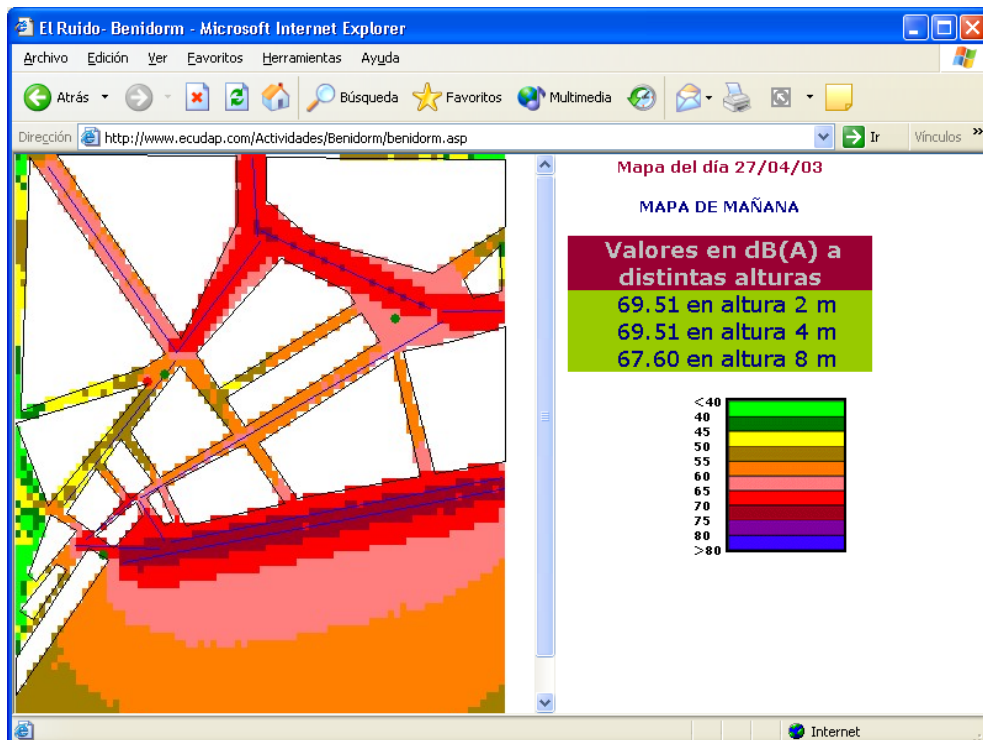 El Ruido- Benidorm - Microsoft Internet Explorer
Archivo Edición Ver Favoritos Herramientas Ayuda
Atrás Búsqueda Favoritos Multimedia
Dirección http://www.ecudap.com/Actividades/Benidorm/benidorm.asp Ir Vínculos »
Mapa del día 27/04/03
MAPA DE MAÑANA
Valores en dB(A) a
distintas alturas
69.51 en altura 2 m
69.51 en altura 4 m
67.60 en altura 8 m
<40
40
45
50
55
60
65
70
75
80
>80
Internet